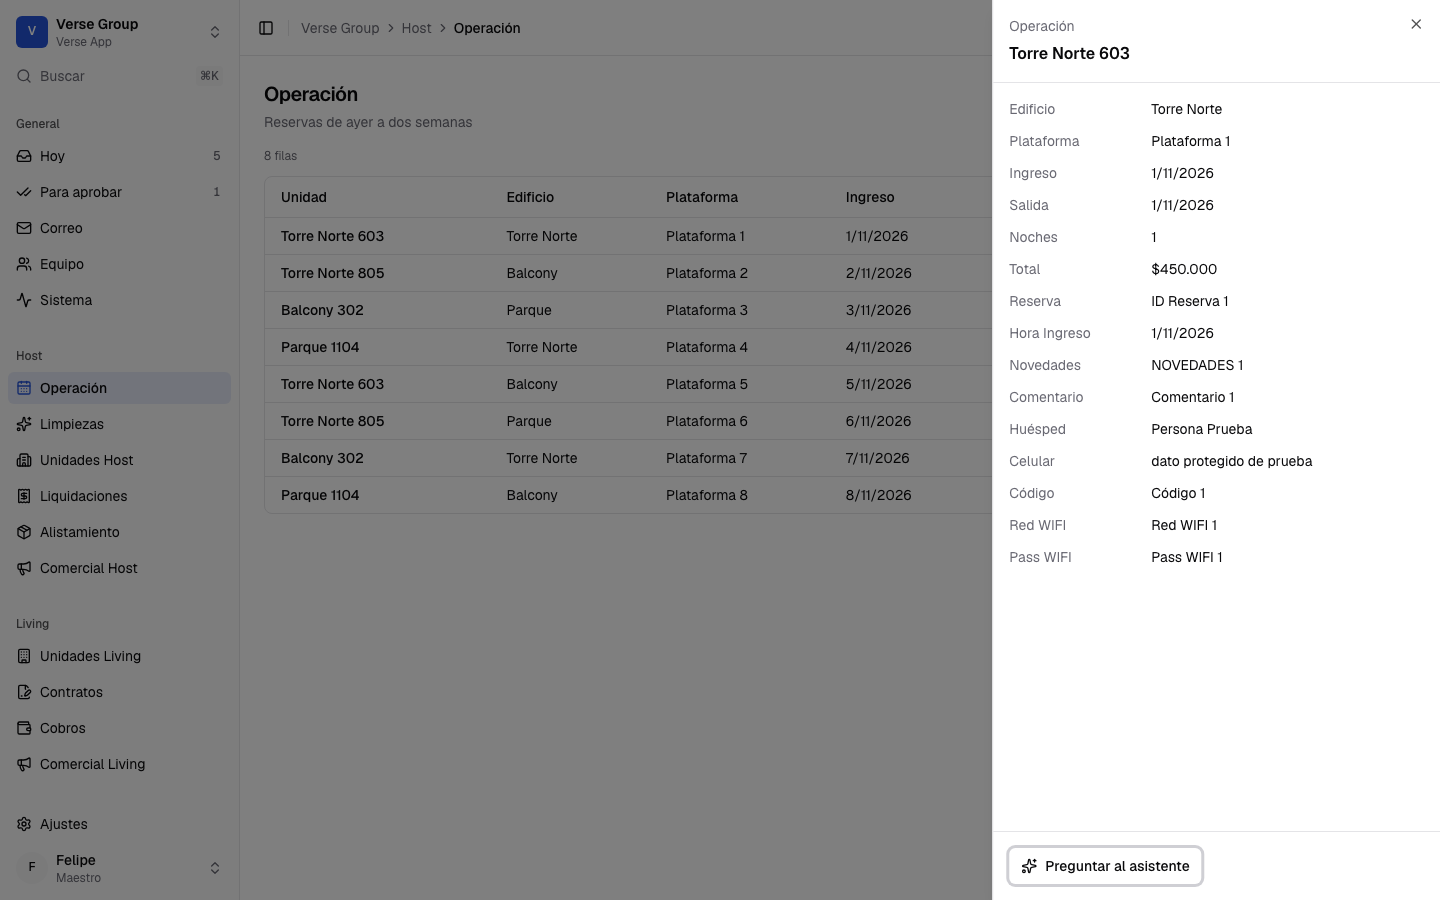 V
Verse Group
Verse App
Buscar ⌘K
General
Hoy 5
Para aprobar 1
Correo
Equipo
Sistema
Host
Operación
Limpiezas
Unidades Host
Liquidaciones
Alistamiento
Comercial Host
Living
Unidades Living
Contratos
Cobros
Comercial Living
Ajustes
F
Felipe
Maestro
Verse Group > Host > Operación
Operación
Reservas de ayer a dos semanas
8 filas
Unidad Edificio Plataforma Ingreso
Torre Norte 603 Torre Norte Plataforma 1 1/11/2026
Torre Norte 805 Balcony Plataforma 2 2/11/2026
Balcony 302 Parque Plataforma 3 3/11/2026
Parque 1104 Torre Norte Plataforma 4 4/11/2026
Torre Norte 603 Balcony Plataforma 5 5/11/2026
Torre Norte 805 Parque Plataforma 6 6/11/2026
Balcony 302 Torre Norte Plataforma 7 7/11/2026
Parque 1104 Balcony Plataforma 8 8/11/2026
Operación
Torre Norte 603
Edificio Torre Norte
Plataforma Plataforma 1
Ingreso 1/11/2026
Salida 1/11/2026
Noches 1
Total $450.000
Reserva ID Reserva 1
Hora Ingreso 1/11/2026
Novedades NOVEDADES 1
Comentario Comentario 1
Huésped Persona Prueba
Celular dato protegido de prueba
Código Código 1
Red WIFI Red WIFI 1
Pass WIFI Pass WIFI 1
Preguntar al asistente